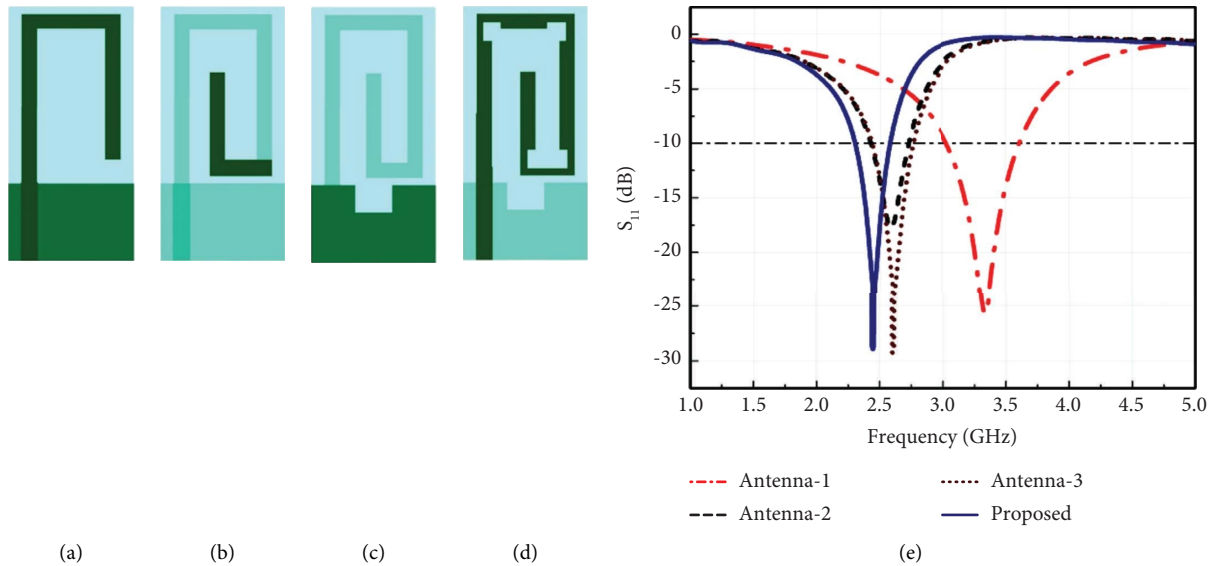 0
-5
-10
-15
-20
-25
-30
S11 (dB)
1.0 1.5 2.0 2.5 3.0 3.5 4.0 4.5 5.0
Frequency (GHz)
Antenna-1 Antenna-3
Antenna-2 Proposed
(a) (b) (c) (d) (e)